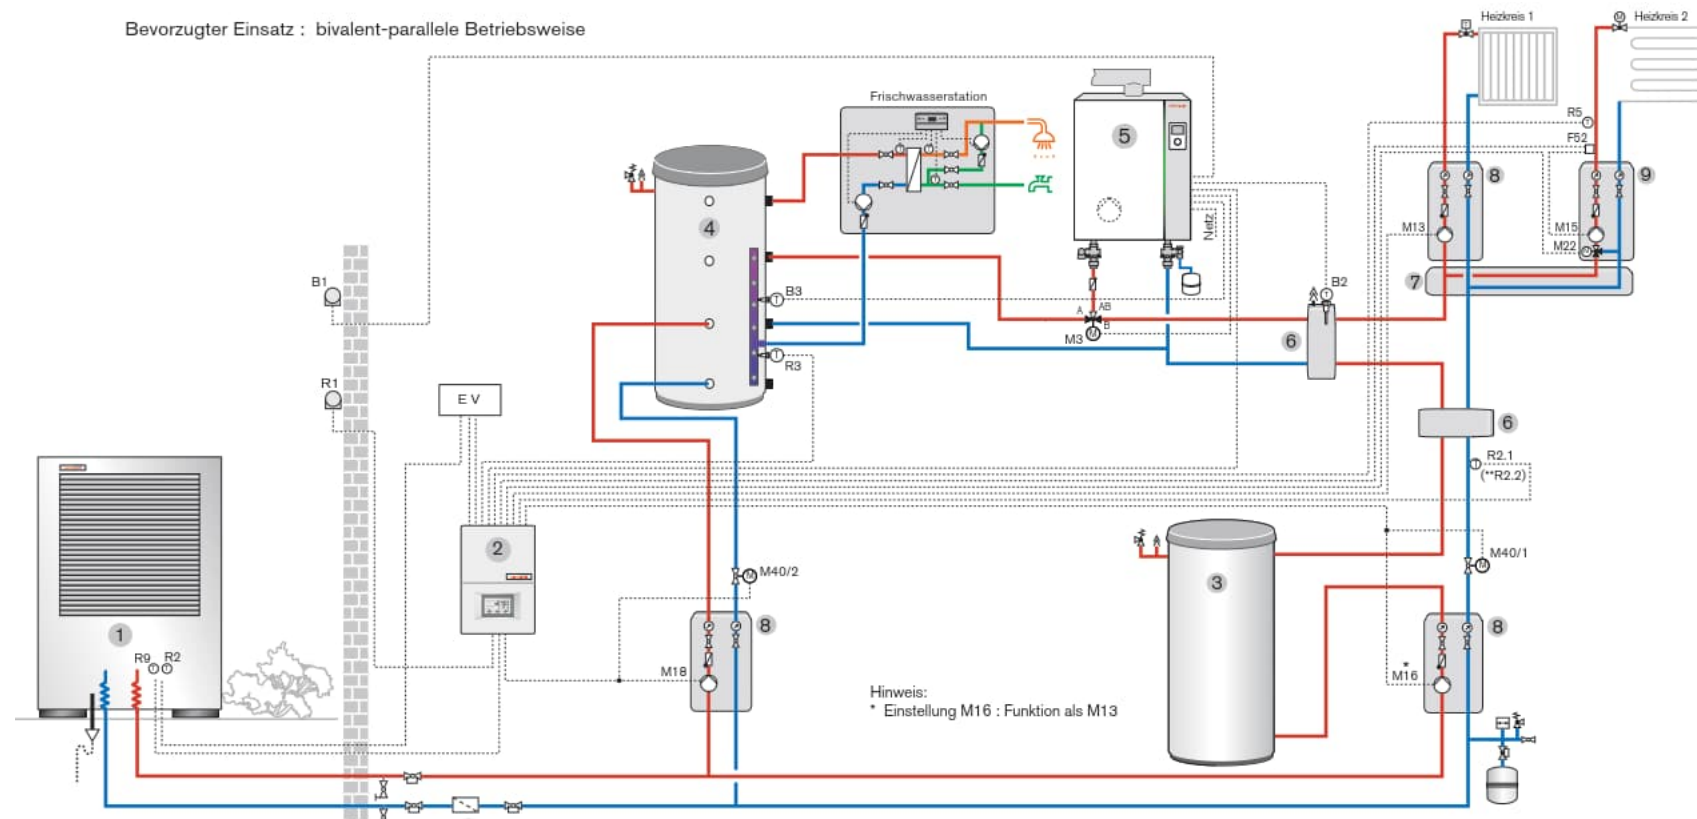 Bevorzugter Einsatz : bivalent-parallele Betriebsweise
Heizkreis 1
Heizkreis 2
Frischwasserstation
5
R5
F52
8
9
4
Netz
M13
M15
M22
7
B1
B3
A
AB
B
M3
B2
6
R3
R1
E V
6
R2.1
(**R2.2)
2
M40/2
3
M40/1
1
8
8
R9
R2
M18
*
M16
Hinweis:
* Einstellung M16 : Funktion als M13